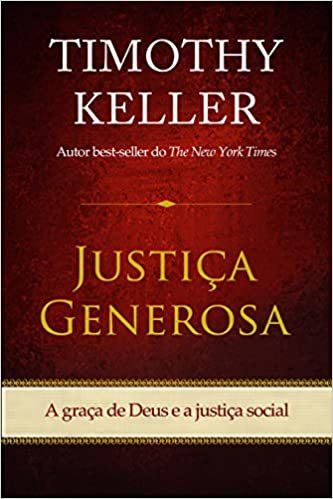 TIMOTHY
KELLER
Autor best-seller do The New York Times
JUSTIÇA
GENEROSA
A graça de Deus e a justiça social